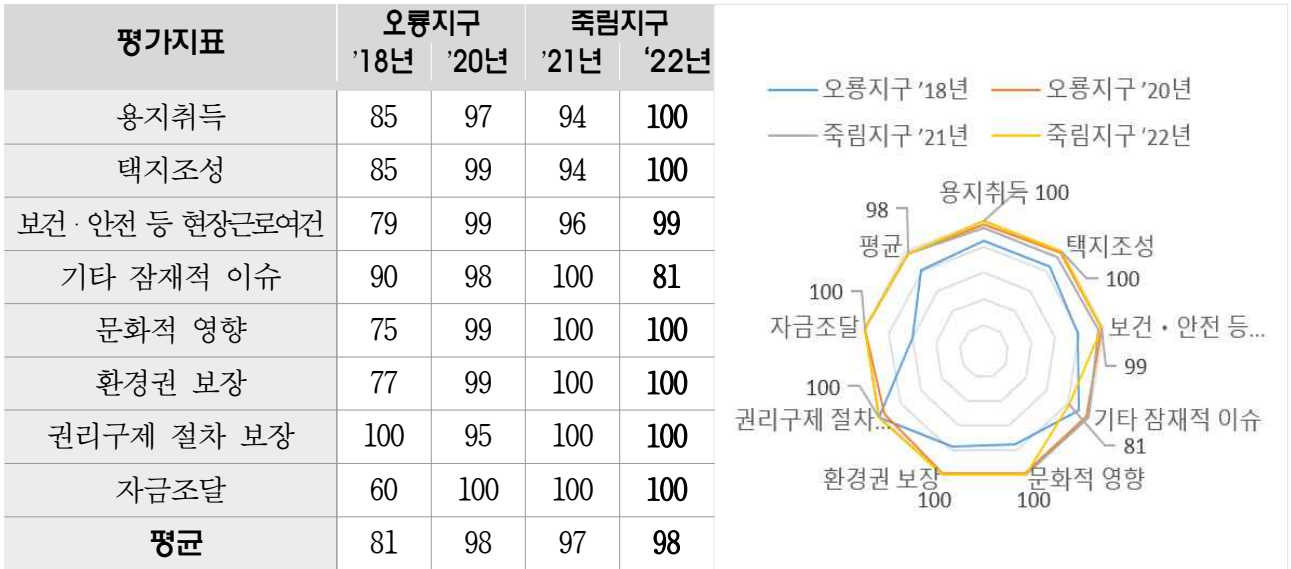 평가지표 오룡지구 죽림지구
’18년 ’20년 ’21년 ‘22년
용지취득 85 97 94 100
택지조성 85 99 94 100
보건·안전 등 현장근로여건 79 99 96 99
기타 잠재적 이슈 90 98 100 81
문화적 영향 75 99 100 100
환경권 보장 77 99 100 100
권리구제 절차 보장 100 95 100 100
자금조달 60 100 100 100
평균 81 98 97 98
오룡지구 ’18년 오룡지구 ’20년
죽림지구 ’21년 죽림지구 ’22년
용지취득 100
98
평균
택지조성
100
100
자금조달
보건·안전 등...
99
100
권리구제 절차...
기타 잠재적 이슈
81
환경권 보장
100
문화적 영향
100